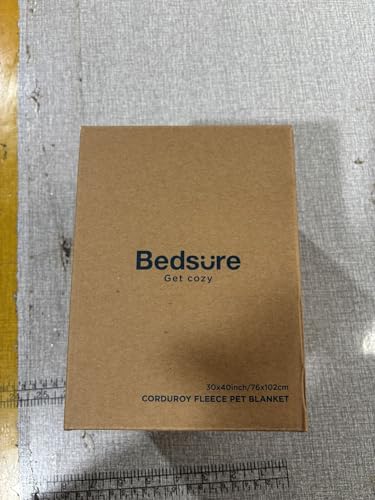 Bedsure
Get cozy
30x40inch/76x102cm
CORDUROY FLEECE PET BLANKET